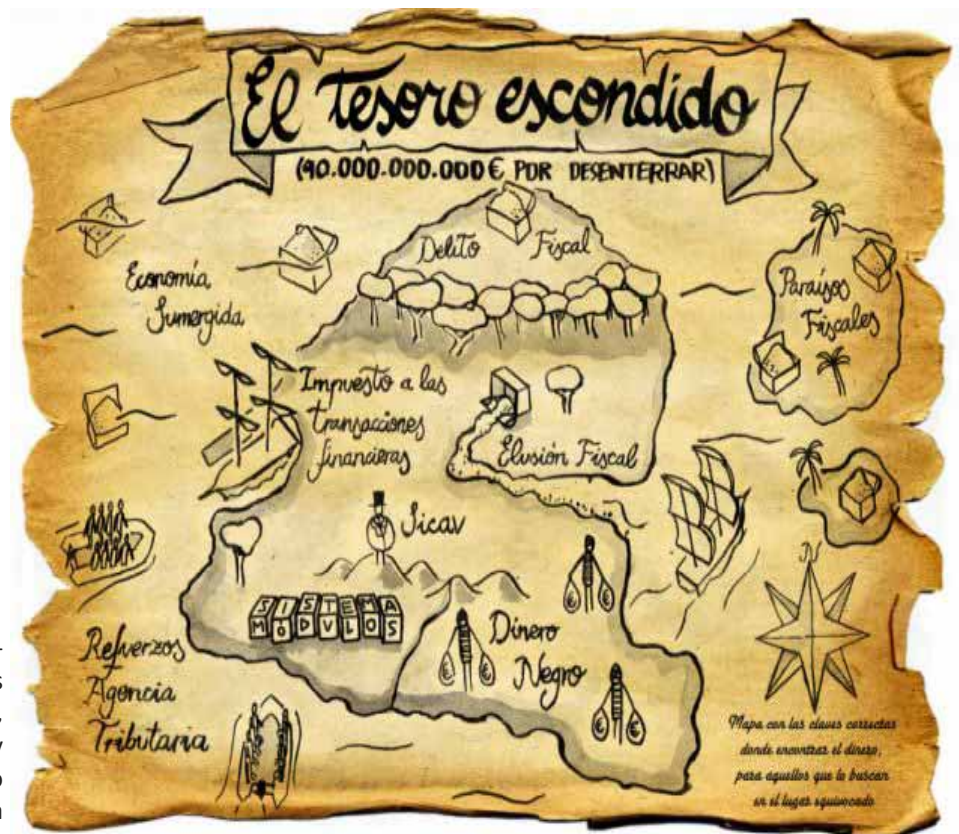 El tesoro escondido
(90.000.000.000€ POR DESENTERRAR)
Delito Fiscal
Economía
Sumergida
Paraísos
Fiscales
Impuesto a las
transacciones
financieras
Elusión Fiscal
Sicav
SISTEMA
MÓDULOS
Dinero
Negro
€ €
€ €
€ €
Refuerzos
Agencia
Tributaria
N
Mapa con las claves correctas
donde encontrar el dinero,
para aquellos que lo buscan
en el lugar equivocado